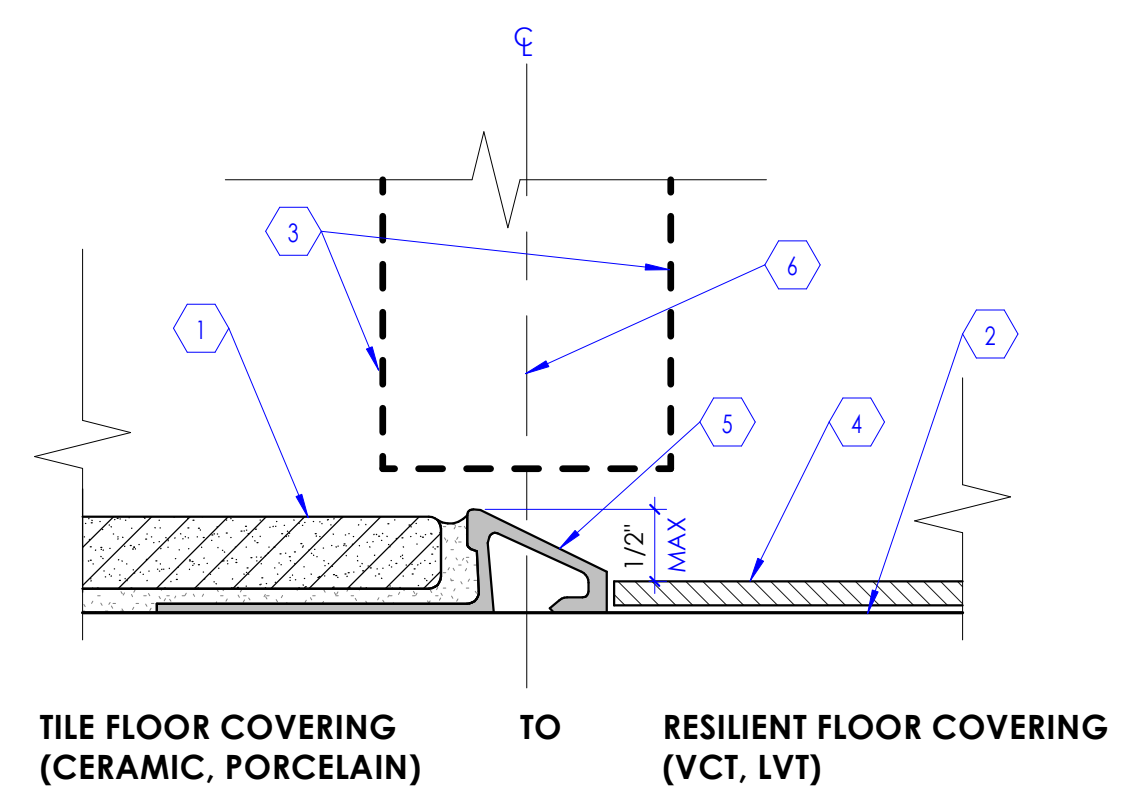 ℄
3
6
1
2
5
4
1/2"
MAX
TILE FLOOR COVERING TO RESILIENT FLOOR COVERING
(CERAMIC, PORCELAIN) (VCT, LVT)